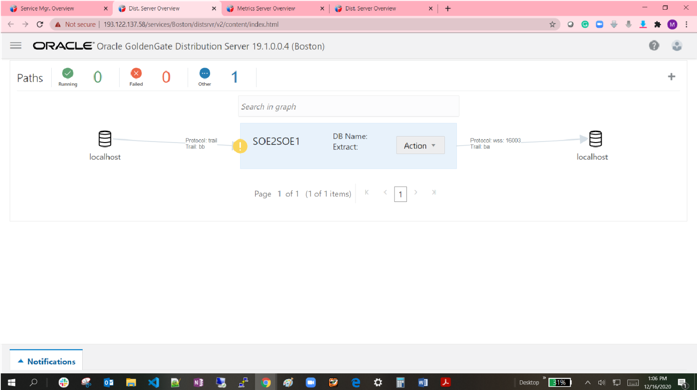 Service Mgr. Overview
Dist. Server Overview
Metrics Server Overview
Dist. Server Overview
Not secure | 193.122.137.58/services/Boston/distsrvr/v2/content/index.html
M
ORACLE® Oracle GoldenGate Distribution Server 19.1.0.0.4 (Boston)
Paths
Running
0
Failed
0
Other
1
Search in graph
localhost
Protocol: trail
Trail: bb
SOE2SOE1
DB Name:
Extract:
Action
Protocol: wss: 16003
Trail: bw
localhost
Page 1 of 1 (1 of 1 items)
1
Notifications
Desktop
31%
1:06 PM
12/16/2020